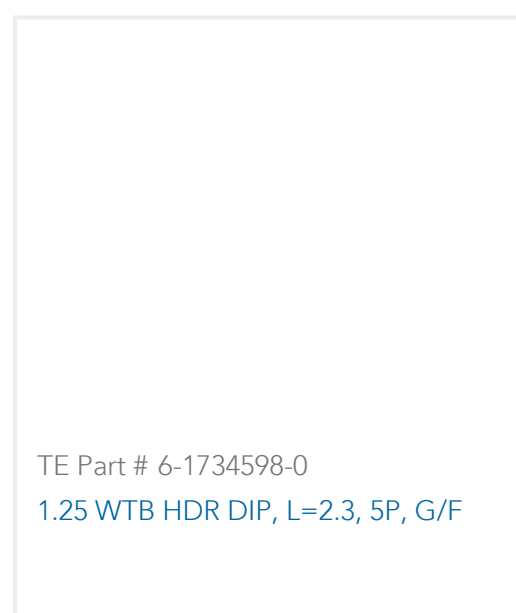 TE Part # 6-1734598-0
1.25 WTB HDR DIP, L=2.3, 5P, G/F